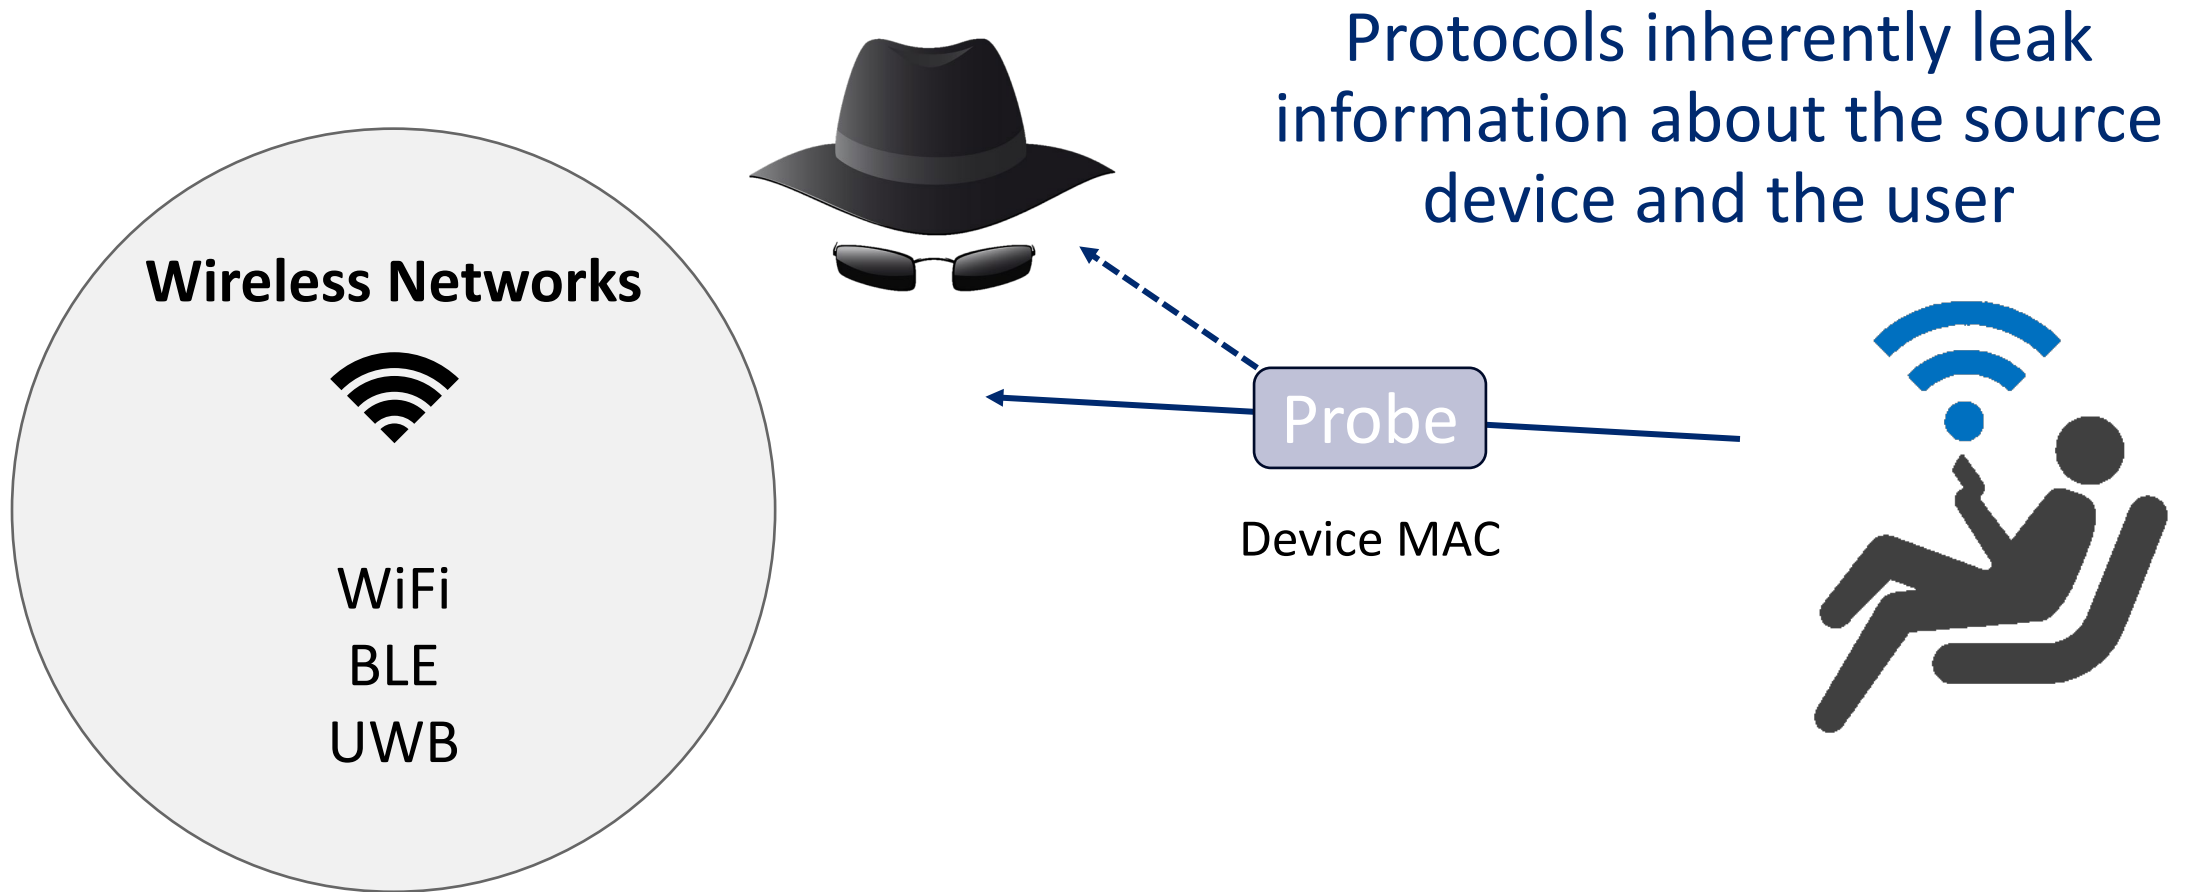 Protocols inherently leak
information about the source
device and the user
Wireless Networks
WiFi
BLE
UWB
Probe
Device MAC